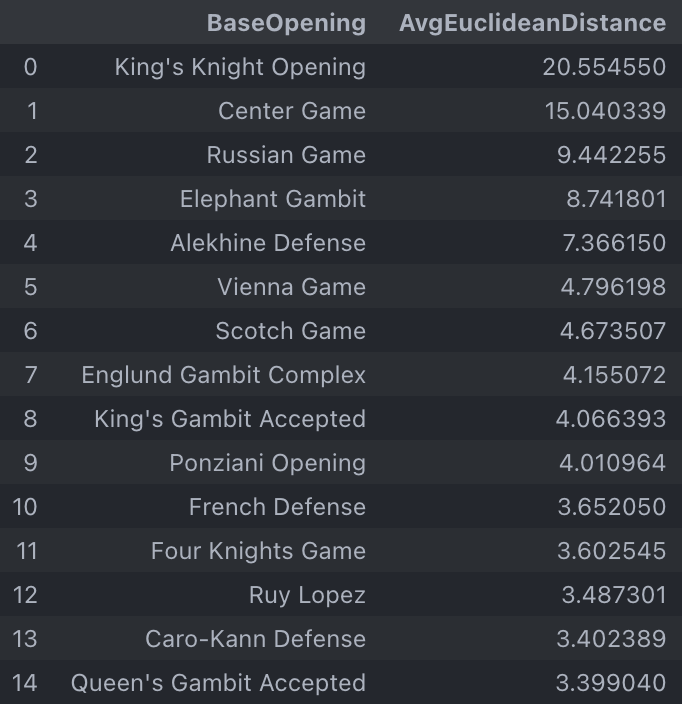 BaseOpening AvgEuclideanDistance
0 King's Knight Opening 20.554550
1 Center Game 15.040339
2 Russian Game 9.442255
3 Elephant Gambit 8.741801
4 Alekhine Defense 7.366150
5 Vienna Game 4.796198
6 Scotch Game 4.673507
7 Englund Gambit Complex 4.155072
8 King's Gambit Accepted 4.066393
9 Ponziani Opening 4.010964
10 French Defense 3.652050
11 Four Knights Game 3.602545
12 Ruy Lopez 3.487301
13 Caro-Kann Defense 3.402389
14 Queen's Gambit Accepted 3.399040